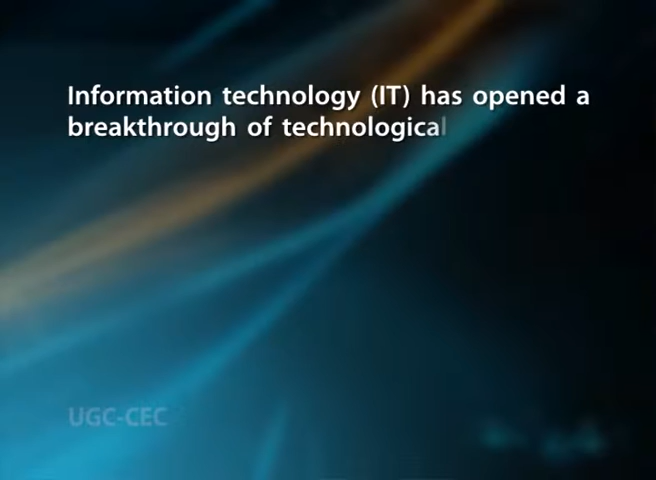 Information technology (IT) has opened a
breakthrough of technological
UGC-CEC